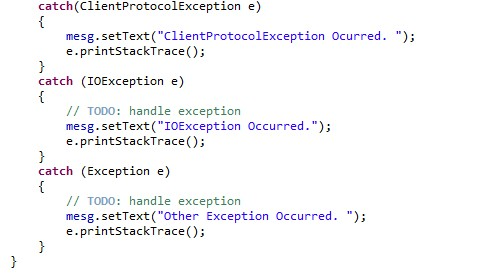 catch(ClientProtocolException e)
{
mesg.setText("ClientProtocolException Ocurred. ");
e.printStackTrace();
}
catch (IOException e)
{
// TODO: handle exception
mesg.setText("IOException Occurred.");
e.printStackTrace();
}
catch (Exception e)
{
// TODO: handle exception
mesg.setText("Other Exception Occurred. ");
e.printStackTrace();
}
}